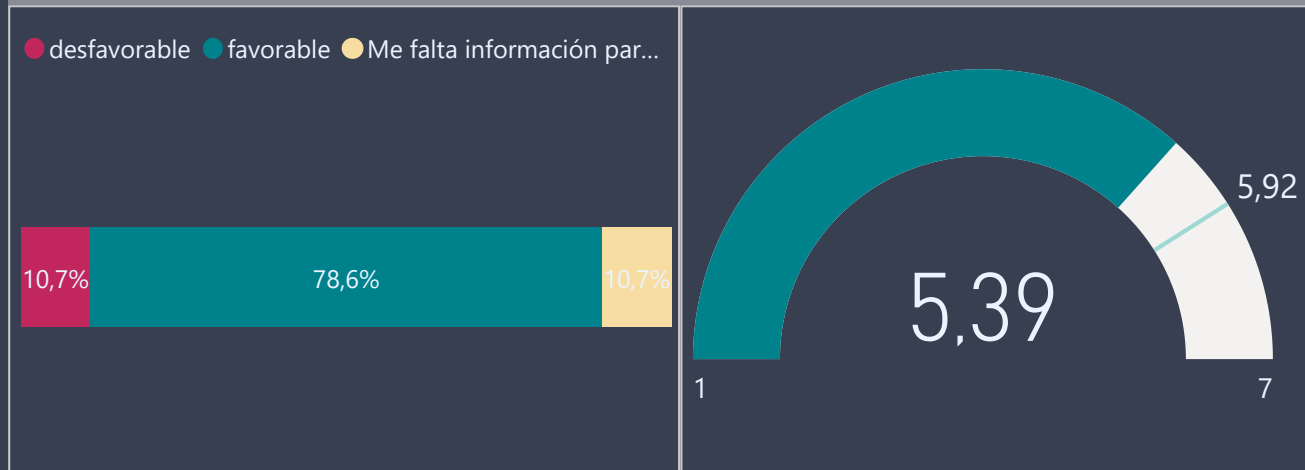 desfavorable favorable Me falta información par...
10,7% 78,6% 10,7%
5,92
5,39
1 7